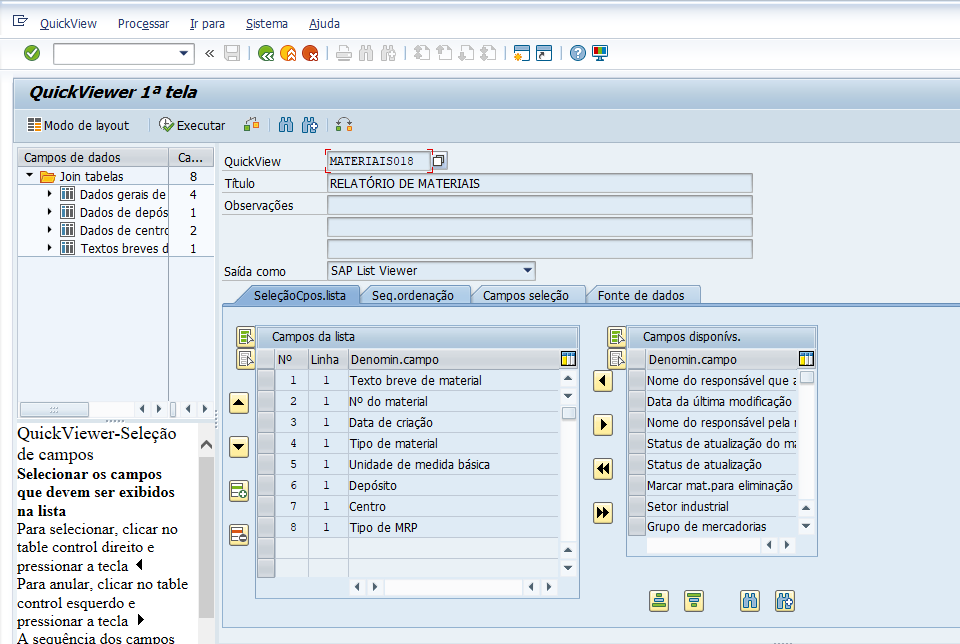 QuickView Processar Ir para Sistema Ajuda
QuickViewer 1ª tela
Modo de layout Executar
Campos de dados Ca...
Join tabelas 8
Dados gerais de 4
Dados de depós 1
Dados de centro 2
Textos breves d 1
QuickView MATERIAIS018
Título RELATÓRIO DE MATERIAIS
Observações
Saída como SAP List Viewer
SeleçãoCpos.lista Seq.ordenação Campos seleção Fonte de dados
Campos da lista
Nº Linha Denomin.campo
1 1 Texto breve de material
2 1 Nº do material
3 1 Data de criação
4 1 Tipo de material
5 1 Unidade de medida básica
6 1 Depósito
7 1 Centro
8 1 Tipo de MRP
Campos disponívs.
Denomin.campo
Nome do responsável que a
Data da última modificação
Nome do responsável pela
Status de atualização do ma
Status de atualização
Marcar mat.para eliminação
Setor industrial
Grupo de mercadorias
QuickViewer-Seleção
de campos
Selecionar os campos
que devem ser exibidos
na lista
Para selecionar, clicar no
table control direito e
pressionar a tecla
Para anular, clicar no table
control esquerdo e
pressionar a tecla
A sequência dos campos